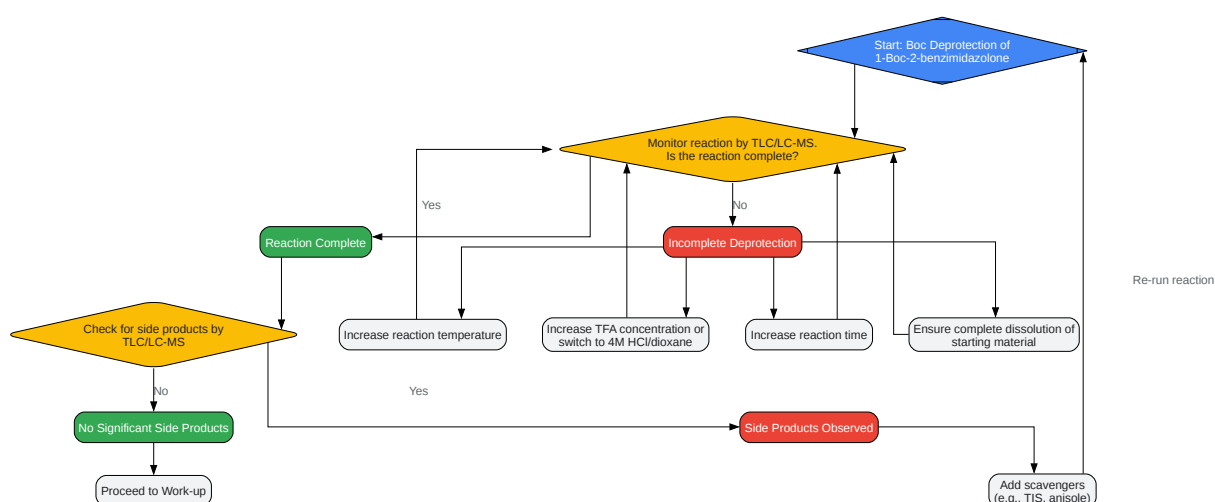 Start: Boc Deprotection of
1-Boc-2-benzimidazolone
Monitor reaction by TLC/LC-MS.
Is the reaction complete?
Yes
No
Reaction Complete
Incomplete Deprotection
Re-run reaction
Check for side products by
TLC/LC-MS
Increase reaction temperature
Increase TFA concentration or
switch to 4M HCl/dioxane
Increase reaction time
Ensure complete dissolution of
starting material
No
Yes
No Significant Side Products
Side Products Observed
Proceed to Work-up
Add scavengers
(e.g., TIS, anisole)